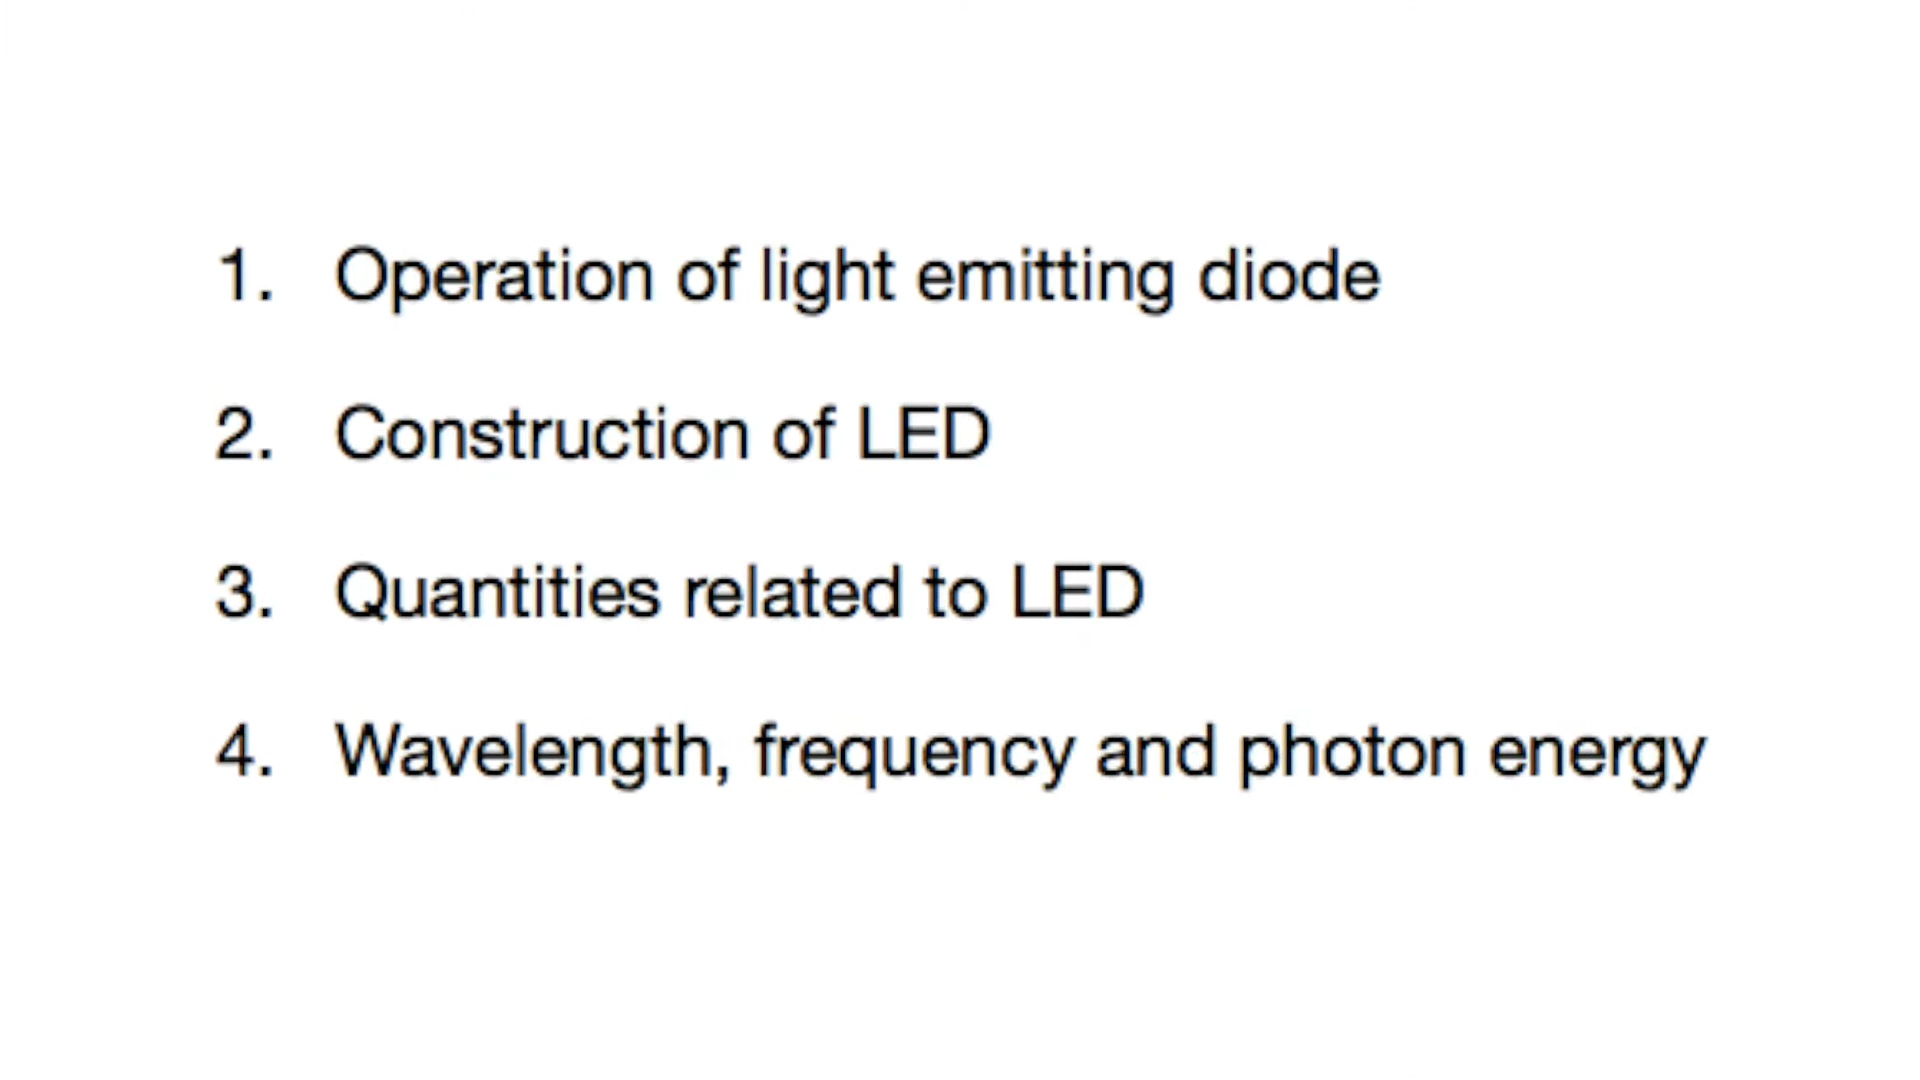 1. Operation of light emitting diode
2. Construction of LED
3. Quantities related to LED
4. Wavelength, frequency and photon energy